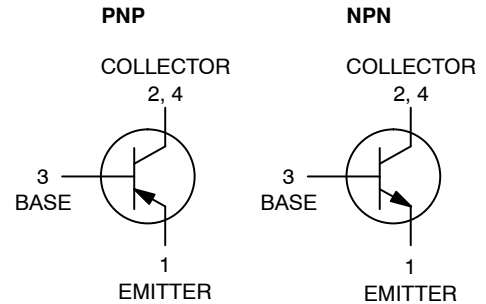 PNP
COLLECTOR
2, 4
3
BASE
1
EMITTER
NPN
COLLECTOR
2, 4
3
BASE
1
EMITTER